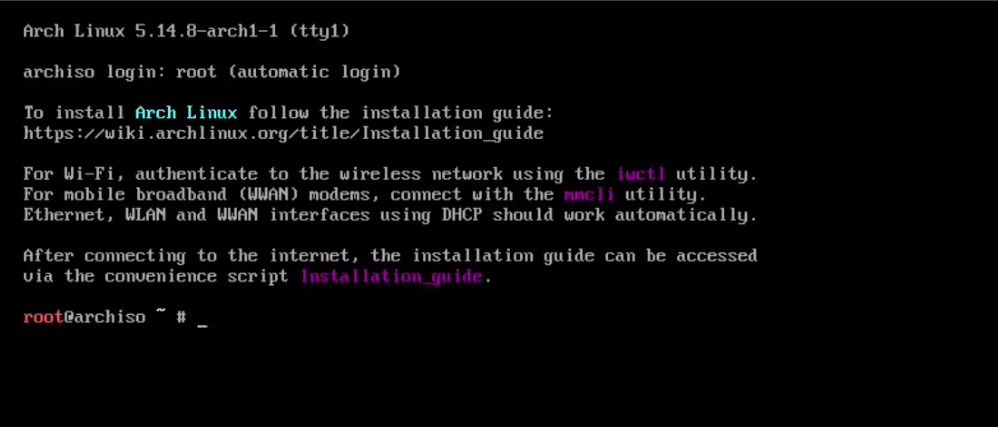 Arch Linux 5.14.8-arch1-1 (tty1)
archiso login: root (automatic login)
To install Arch Linux follow the installation guide:
https://wiki.archlinux.org/title/Installation_guide
For Wi-Fi, authenticate to the wireless network using the iwctl utility.
For mobile broadband (WWAN) modems, connect with the mmcli utility.
Ethernet, WLAN and WWAN interfaces using DHCP should work automatically.
After connecting to the internet, the installation guide can be accessed
via the convenience script Installation_guide.
root@archiso ~ # _